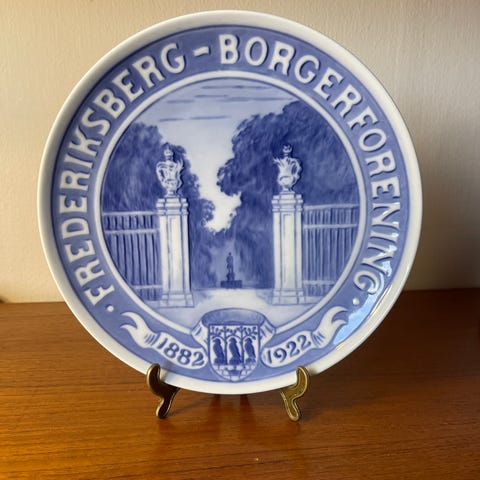 · FREDERIKSBERG - BORGERFORENING ·
1882 1922